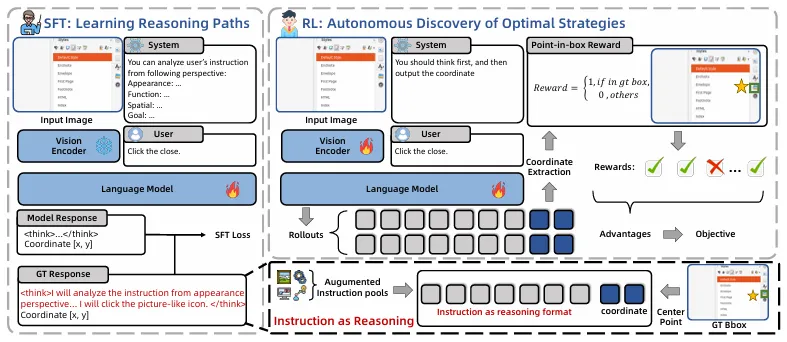 SFT: Learning Reasoning Paths
System
You can analyze user's instruction
from following perspective:
Appearance: ...
Function: ...
Spatial: ...
Goal: ...
Input Image
Vision
Encoder
User
Click the close.
Language Model
Model Response
<think>...</think>
Coordinate [x, y]
SFT Loss
GT Response
<think>I will analyze the instruction from appearance
perspective... I will click the picture-like icon. </think>
Coordinate [x, y]
RL: Autonomous Discovery of Optimal Strategies
System
You should think first, and then
output the coordinate
Input Image
Vision
Encoder
User
Click the close.
Language Model
Rollouts
Point-in-box Reward
Reward = {1, if in gt box,
0, others
Coordinate
Extraction
Rewards:
...
Advantages
Objective
Augmented
Instruction pools
Instruction as Reasoning
Instruction as reasoning format
coordinate
Center
Point
GT Bbox